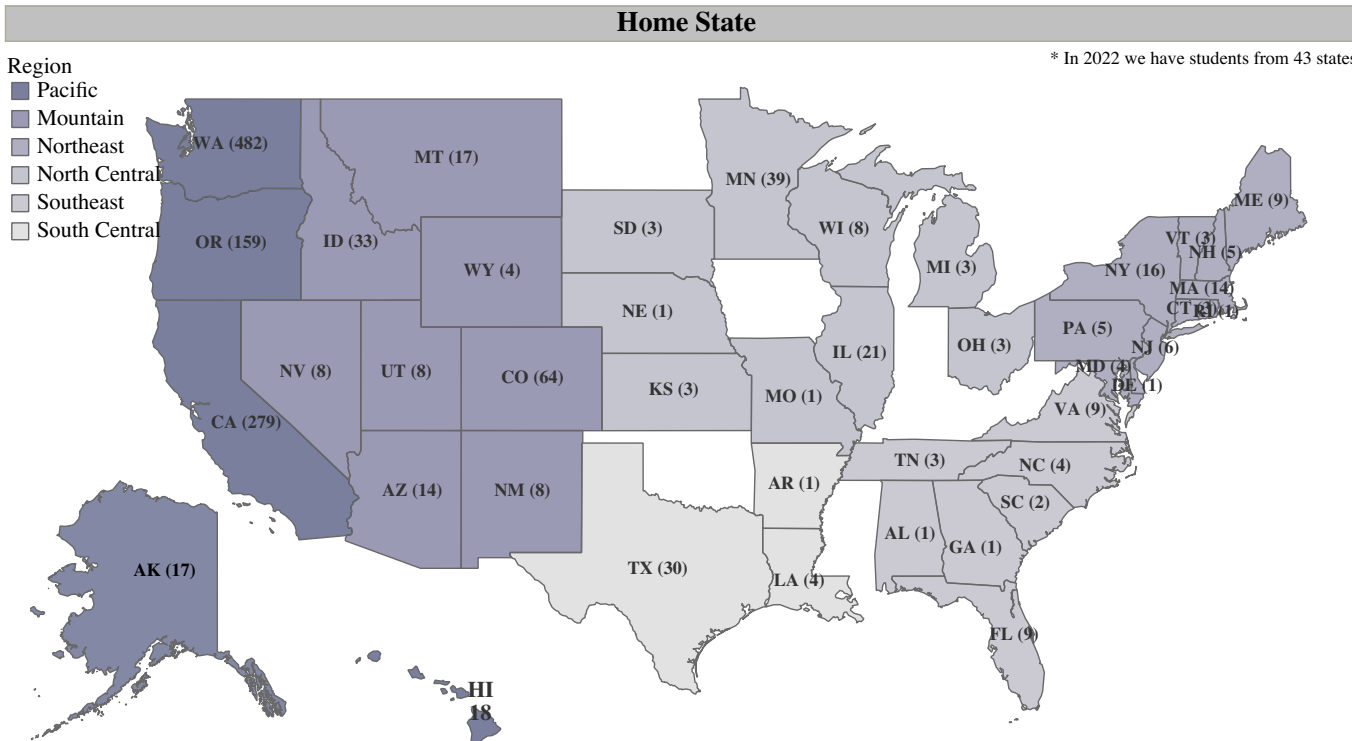 Home State
* In 2022 we have students from 43 states
Region
Pacific
Mountain
Northeast
North Central
Southeast
South Central
WA (482)
MT (17)
MN (39)
ME (9)
OR (159)
ID (33)
SD (3)
WI (8)
VT (3)
NH (5)
WY (4)
MI (3)
NY (16)
MA (14)
NE (1)
CT (3)
RI (1)
PA (5)
IL (21)
OH (3)
NJ (6)
NV (8)
UT (8)
CO (64)
MD (4)
DE (1)
KS (3)
MO (1)
VA (9)
CA (279)
TN (3)
NC (4)
AZ (14)
NM (8)
AR (1)
SC (2)
AL (1)
GA (1)
AK (17)
TX (30)
LA (4)
FL (9)
HI
18